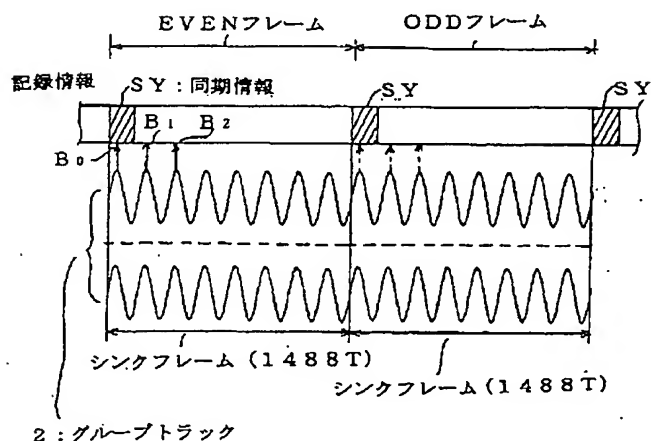 EVENフレーム ODDフレーム
記録情報
SY:同期情報 SY SY
B0 B1 B2
シンクフレーム(1488T)
シンクフレーム(1488T)
2:グルーブトラック